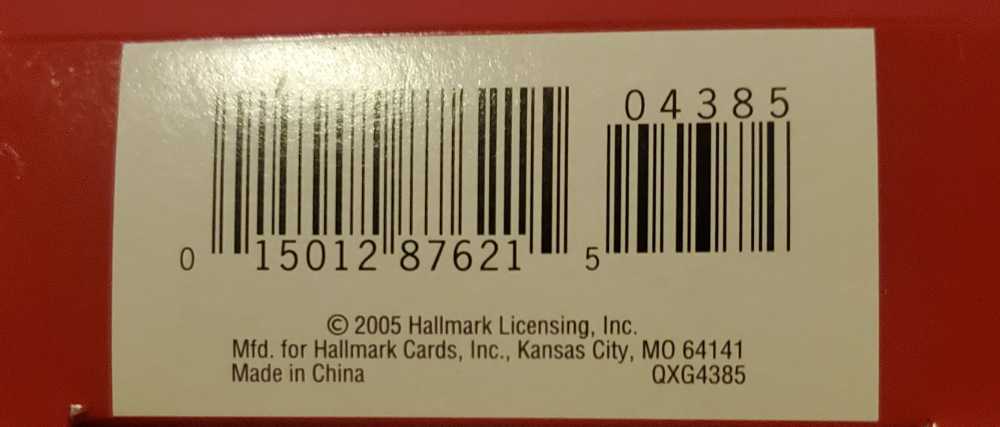 04385
0 15012 87621 5
© 2005 Hallmark Licensing, Inc.
Mfd. for Hallmark Cards, Inc., Kansas City, MO 64141
Made in China QXG4385